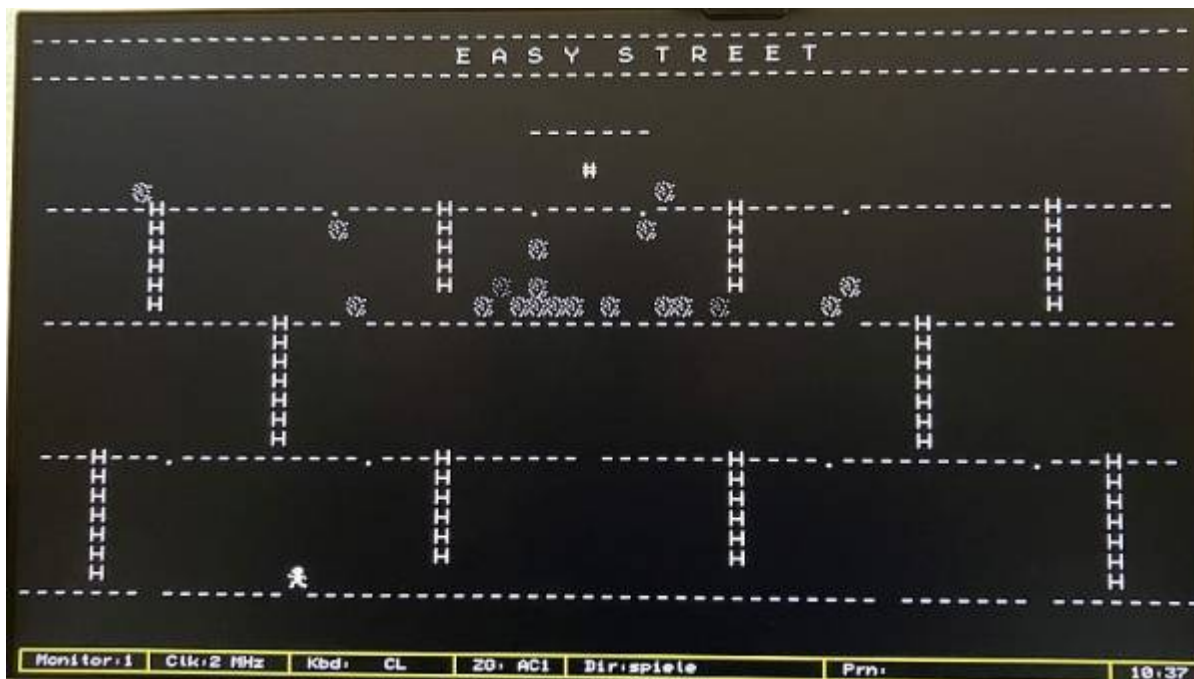 E A S Y  S T R E E T
Monitor:1 Clk:2 MHz Kbd: CL ZG: AC1 Dir:spiele Prn: 10:37